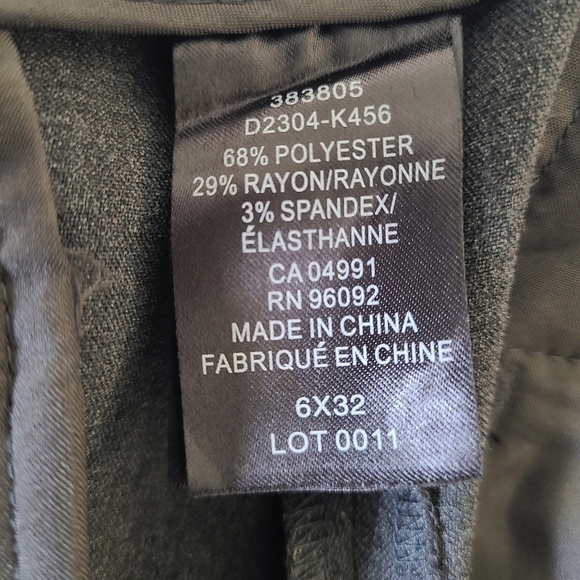 383805
D2304-K456
68% POLYESTER
29% RAYON/RAYONNE
3% SPANDEX/
ÉLASTHANNE
CA 04991
RN 96092
MADE IN CHINA
FABRIQUÉ EN CHINE
6X32
LOT 0011